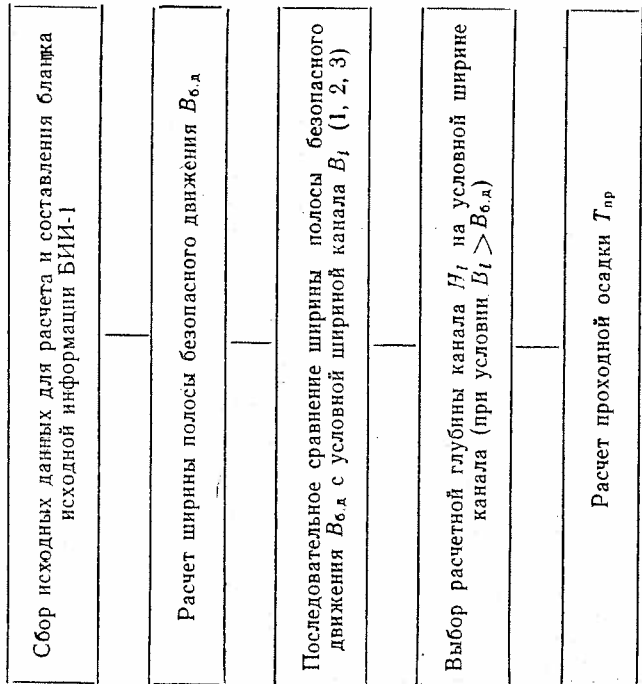 Сбор исходных данных для расчета и составления бланка
исходной информации БИИ-1
Расчет ширины полосы безопасного движения Bб.д
Последовательное сравнение ширины полосы безопасного
движения Bб.д с условной шириной канала Bi (1, 2, 3)
Выбор расчетной глубины канала Hi на условной ширине
канала (при условии Bi > Bб.д)
Расчет проходной осадки Tпр